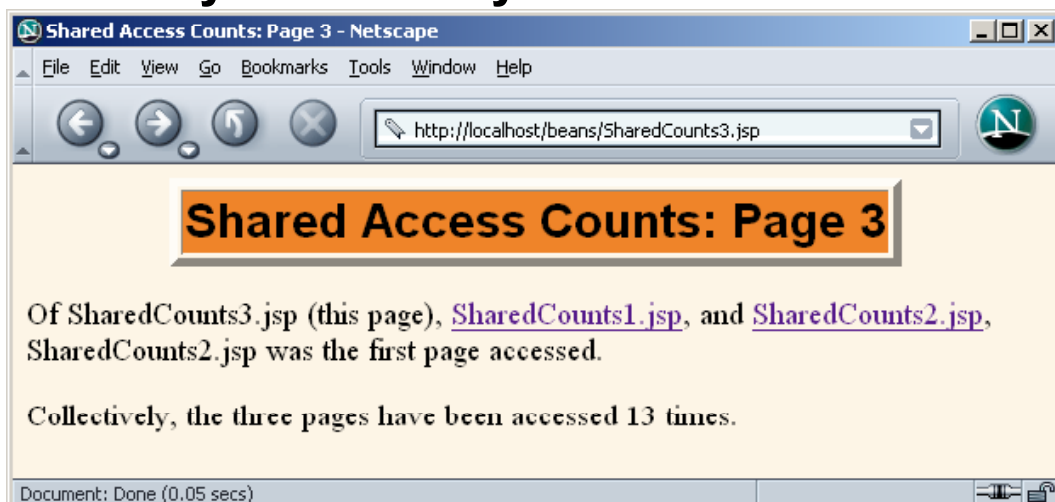 Shared Access Counts: Page 3 - Netscape
File Edit View Go Bookmarks Tools Window Help
http://localhost/beans/SharedCounts3.jsp
N
Shared Access Counts: Page 3
Of SharedCounts3.jsp (this page), SharedCounts1.jsp, and SharedCounts2.jsp,
SharedCounts2.jsp was the first page accessed.
Collectively, the three pages have been accessed 13 times.
Document: Done (0.05 secs)